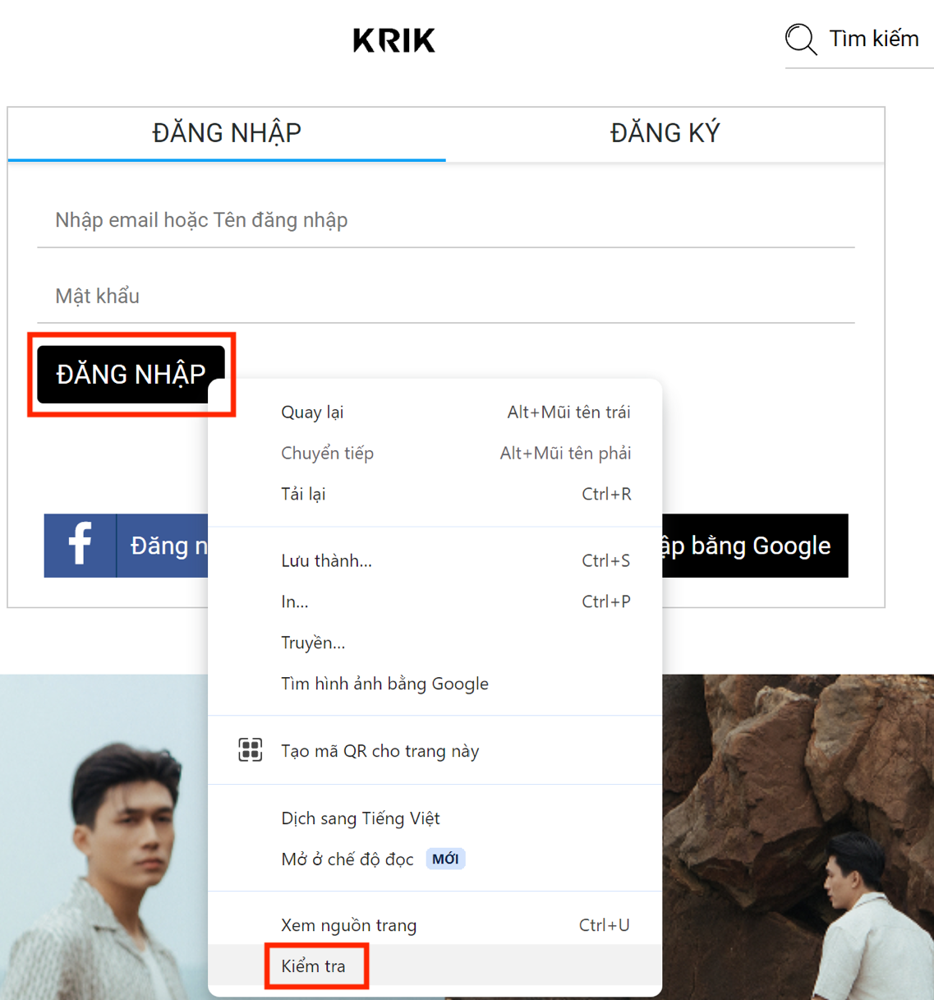 KRIK
Tìm kiếm
ĐĂNG NHẬP
ĐĂNG KÝ
Nhập email hoặc Tên đăng nhập
Mật khẩu
ĐĂNG NHẬP
Quay lại Alt+Mũi tên trái
Chuyển tiếp Alt+Mũi tên phải
Tải lại Ctrl+R
Đăng n
ập bằng Google
Lưu thành... Ctrl+S
In... Ctrl+P
Truyền...
Tìm hình ảnh bằng Google
Tạo mã QR cho trang này
Dịch sang Tiếng Việt
Mở ở chế độ đọc MỚI
Xem nguồn trang Ctrl+U
Kiểm tra